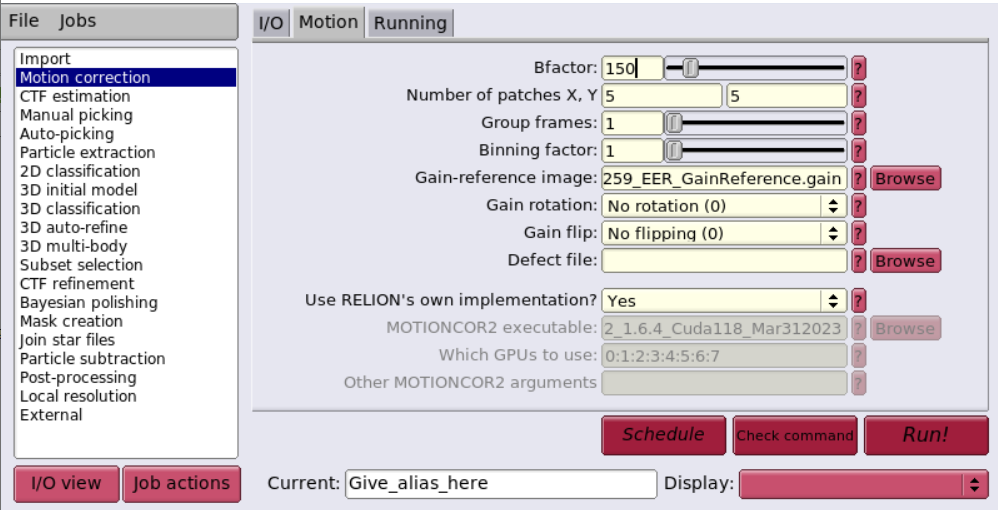 File Jobs
I/O Motion Running
Import
Motion correction
CTF estimation
Manual picking
Auto-picking
Particle extraction
2D classification
3D initial model
3D classification
3D auto-refine
3D multi-body
Subset selection
CTF refinement
Bayesian polishing
Mask creation
Join star files
Particle subtraction
Post-processing
Local resolution
External
Bfactor: 150 ?
Number of patches X, Y 5 5 ?
Group frames: 1 ?
Binning factor: 1 ?
Gain-reference image: 259_EER_GainReference.gain ? Browse
Gain rotation: No rotation (0) ?
Gain flip: No flipping (0) ?
Defect file: ? Browse
Use RELION's own implementation? Yes ?
MOTIONCOR2 executable: 2_1.6.4_Cuda118_Mar312023 ? Browse
Which GPUs to use: 0:1:2:3:4:5:6:7 ?
Other MOTIONCOR2 arguments ?
Schedule Check command Run!
I/O view Job actions Current: Give_alias_here Display: